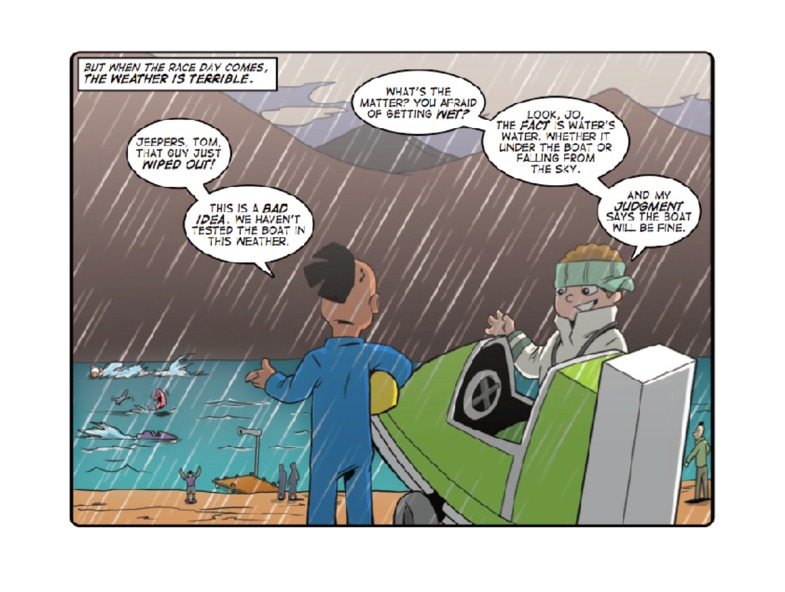 BUT WHEN THE RACE DAY COMES,
THE WEATHER IS TERRIBLE.
JEEPERS, TOM,
THAT GUY JUST
WIPED OUT!
THIS IS A BAD
IDEA. WE HAVEN'T
TESTED THE BOAT IN
THIS WEATHER.
WHAT'S THE
MATTER? YOU AFRAID
OF GETTING WET?
LOOK, JO,
THE FACT IS WATER'S
WATER. WHETHER IT
UNDER THE BOAT OR
FALLING FROM
THE SKY.
AND MY
JUDGMENT
SAYS THE BOAT
WILL BE FINE.